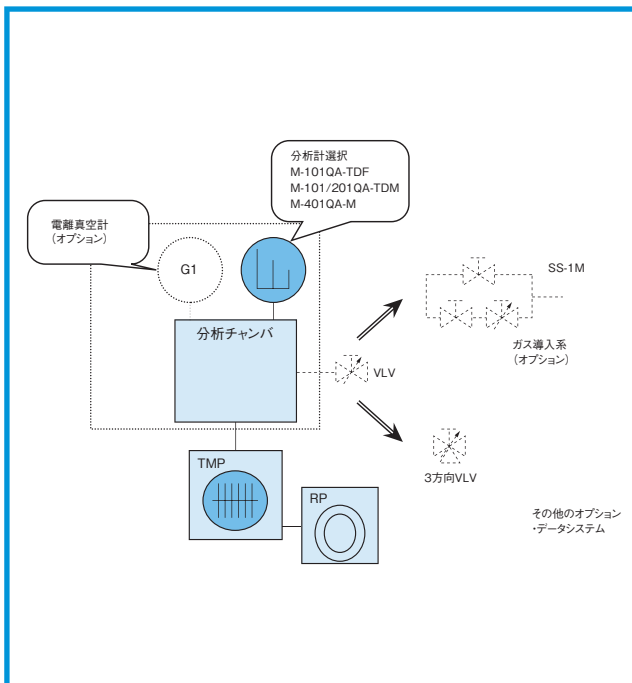 分析計選択
M-101QA-TDF
M-101/201QA-TDM
M-401QA-M
電離真空計
(オプション)
G1
SS-1M
分析チャンバ
ガス導入系
(オプション)
VLV
TMP
3方向VLV
RP
その他のオプション
・データシステム